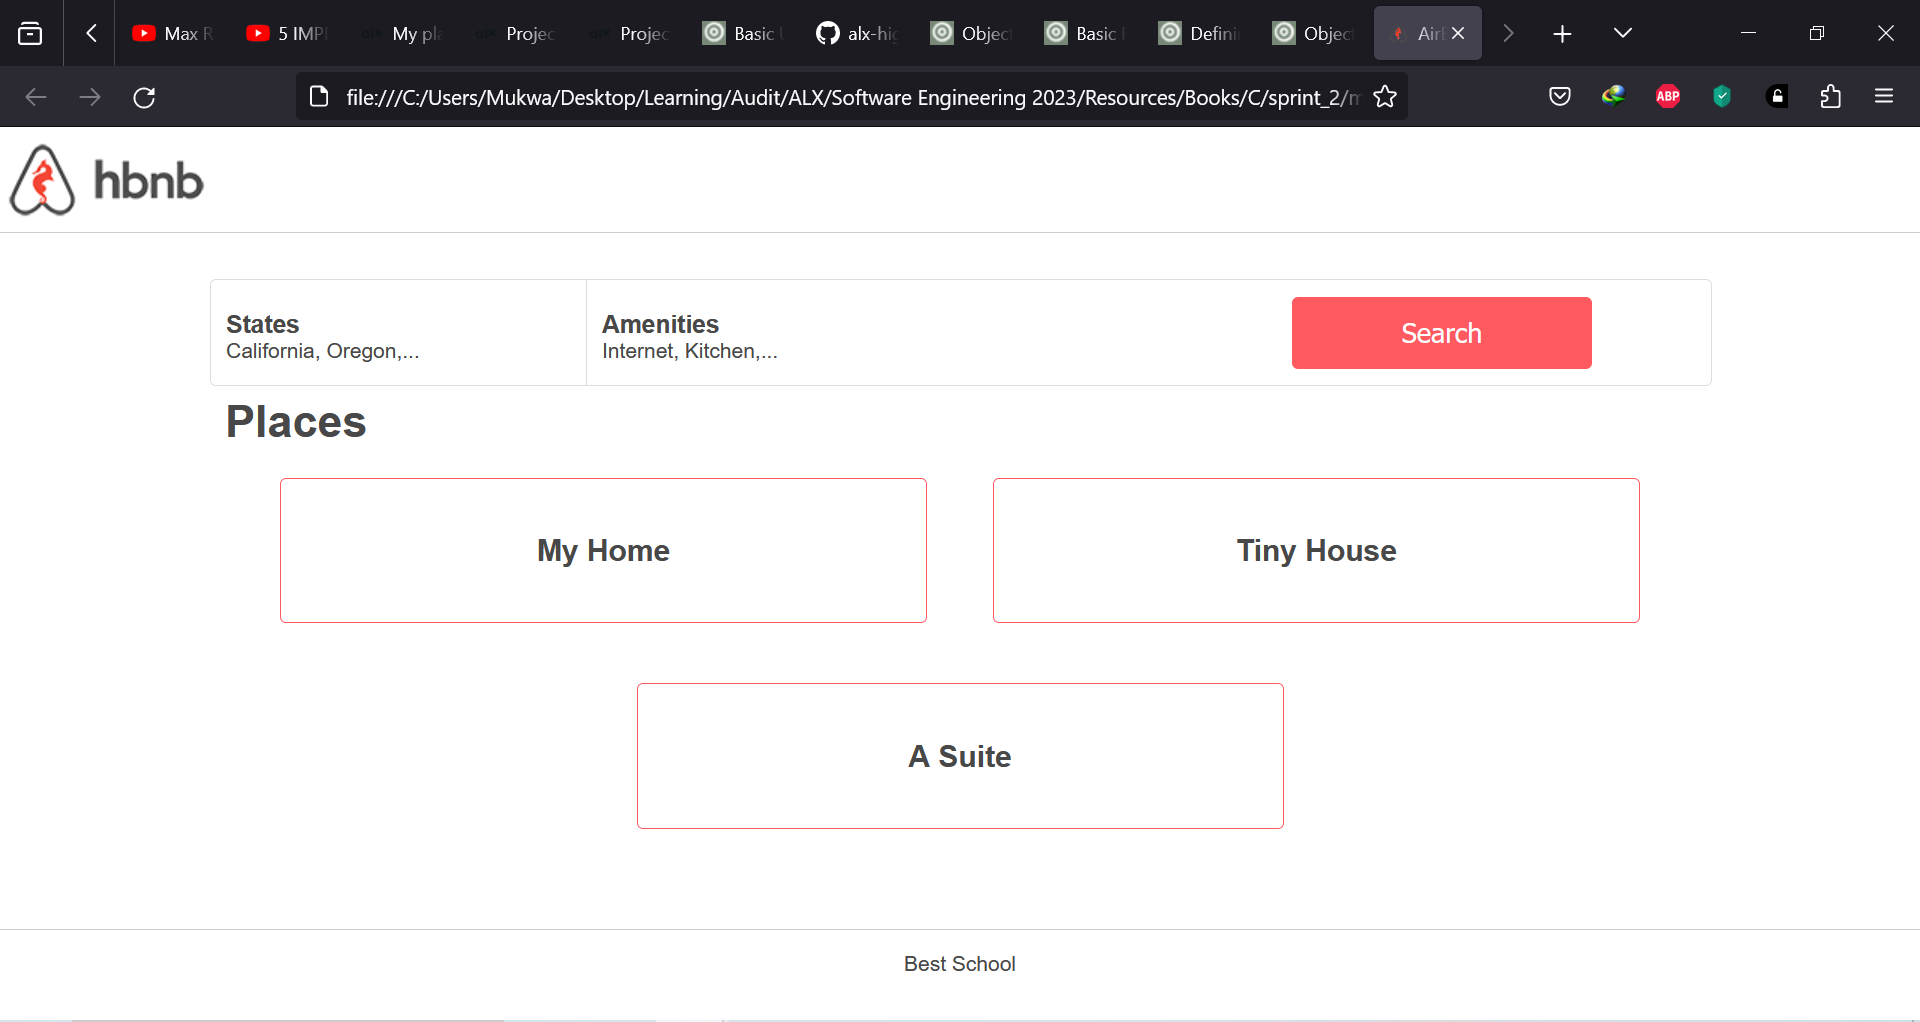 Max
5 IMP
My pl
Projec
Projec
Basic
alx-hig
Objec
Basic
Defini
Objec
Air
file:///C:/Users/Mukwa/Desktop/Learning/Audit/ALX/Software Engineering 2023/Resources/Books/C/sprint_2/
ABP
hbnb
States
California, Oregon,...
Amenities
Internet, Kitchen,...
Search
Places
My Home
Tiny House
A Suite
Best School